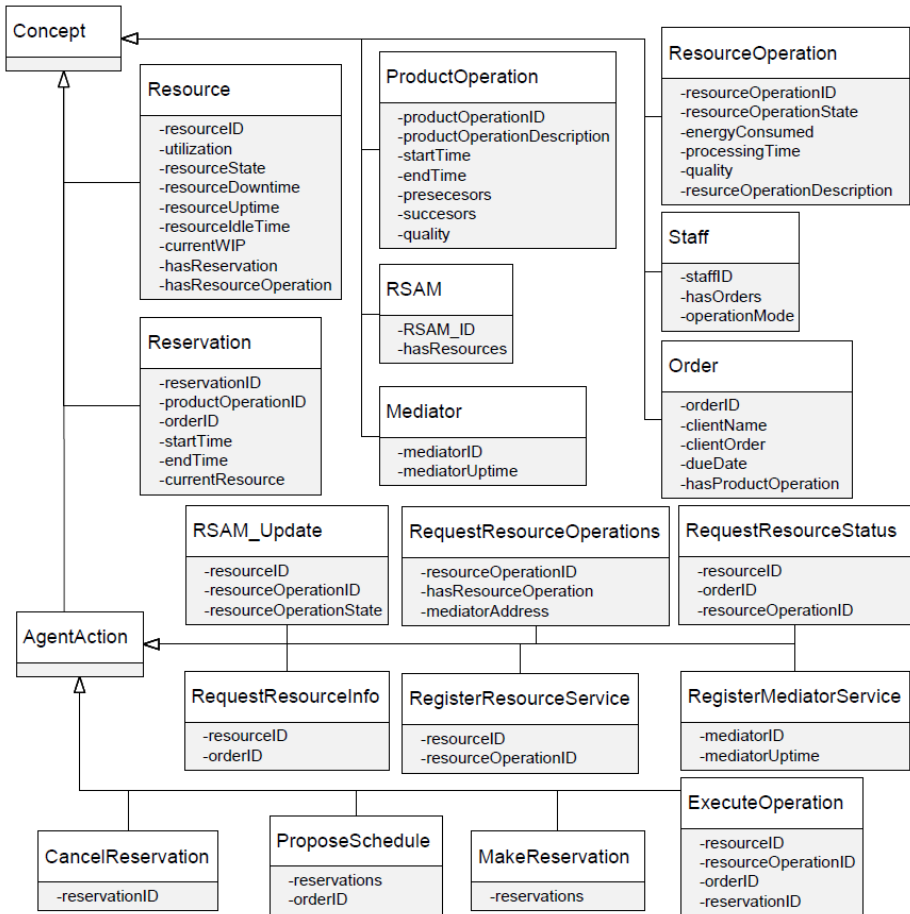 Concept
Resource
-resourceID
-utilization
-resourceState
-resourceDowntime
-resourceUptime
-resourceIdleTime
-currentWIP
-hasReservation
-hasResourceOperation
ProductOperation
-productOperationID
-productOperationDescription
-startTime
-endTime
-presecesors
-succesors
-quality
ResourceOperation
-resourceOperationID
-resourceOperationState
-energyConsumed
-processingTime
-quality
-resurceOperationDescription
Staff
-staffID
-hasOrders
-operationMode
RSAM
-RSAM_ID
-hasResources
Reservation
-reservationID
-productOperationID
-orderID
-startTime
-endTime
-currentResource
Mediator
-mediatorID
-mediatorUptime
Order
-orderID
-clientName
-clientOrder
-dueDate
-hasProductOperation
RSAM_Update
-resourceID
-resourceOperationID
-resourceOperationState
RequestResourceOperations
-resourceOperationID
-hasResourceOperation
-mediatorAddress
RequestResourceStatus
-resourceID
-orderID
-resourceOperationID
AgentAction
RequestResourceInfo
-resourceID
-orderID
RegisterResourceService
-resourceID
-resourceOperationID
RegisterMediatorService
-mediatorID
-mediatorUptime
CancelReservation
-reservationID
ProposeSchedule
-reservations
-orderID
MakeReservation
-reservations
ExecuteOperation
-resourceID
-resourceOperationID
-orderID
-reservationID